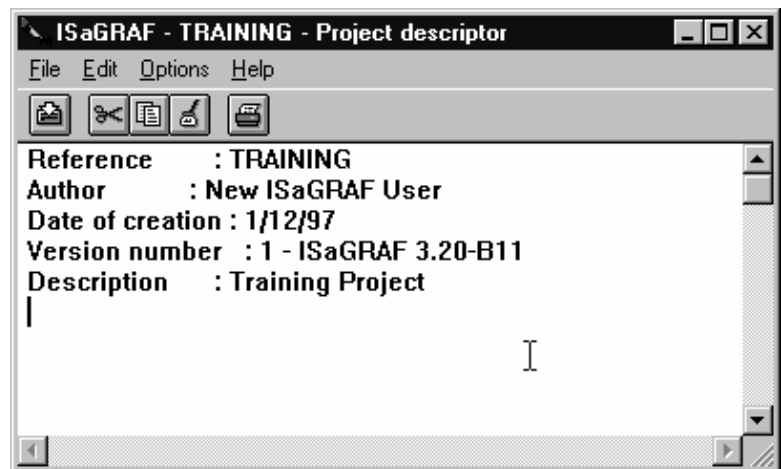 ISaGRAF - TRAINING - Project descriptor
File Edit Options Help
Reference : TRAINING
Author : New ISaGRAF User
Date of creation : 1/12/97
Version number : 1 - ISaGRAF 3.20-B11
Description : Training Project